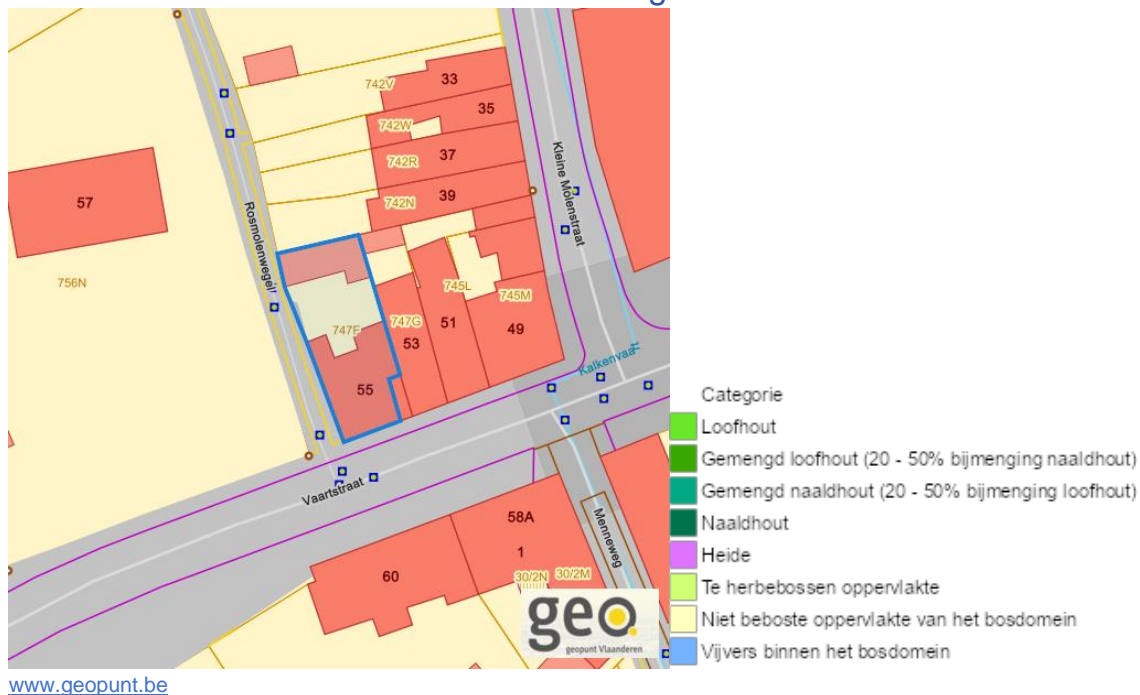 33
742V
35
742W
37
742R
39
742N
Kleine Molenstraat
57
Rosmolenwegel
756N
745L
745M
747F
747G
51
49
53
55
Kalkenvaart
Vaartstraat
58A
1
60
30/2N
30/2M
Menneweg
geo.
geopunt Vlaanderen
Categorie
Loofhout
Gemengd loofhout (20 - 50% bijmenging naaldhout)
Gemengd naaldhout (20 - 50% bijmenging loofhout)
Naaldhout
Heide
Te herbebossen oppervlakte
Niet beboste oppervlakte van het bosdomein
Vijvers binnen het bosdomein
www.geopunt.be